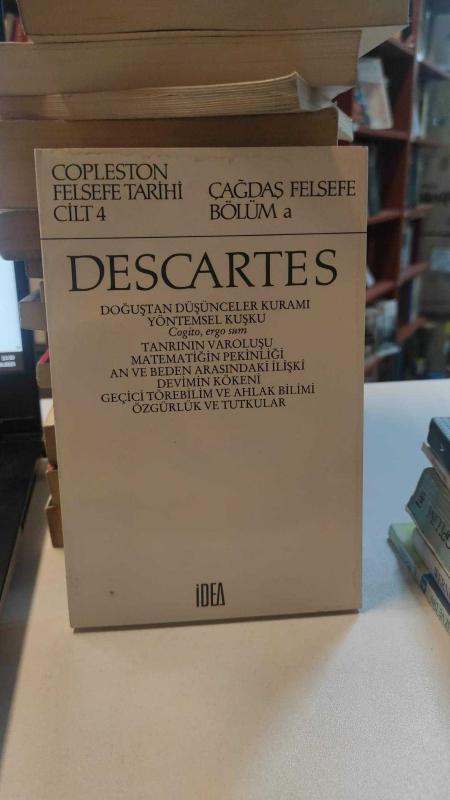 COPLESTON
FELSEFE TARİHİ
CİLT 4
ÇAĞDAŞ FELSEFE
BÖLÜM a
DESCARTES
DOĞUŞTAN DÜŞÜNCELER KURAMI
YÖNTEMSEL KUŞKU
Cogito, ergo sum
TANRININ VAROLUŞU
MATEMATİĞİN PEKİNLİĞİ
AN VE BEDEN ARASINDAKİ İLİŞKİ
DEVİMİN KÖKENİ
GEÇİCİ TÖREBİLİM VE AHLAK BİLİMİ
ÖZGÜRLÜK VE TUTKULAR
İDEA